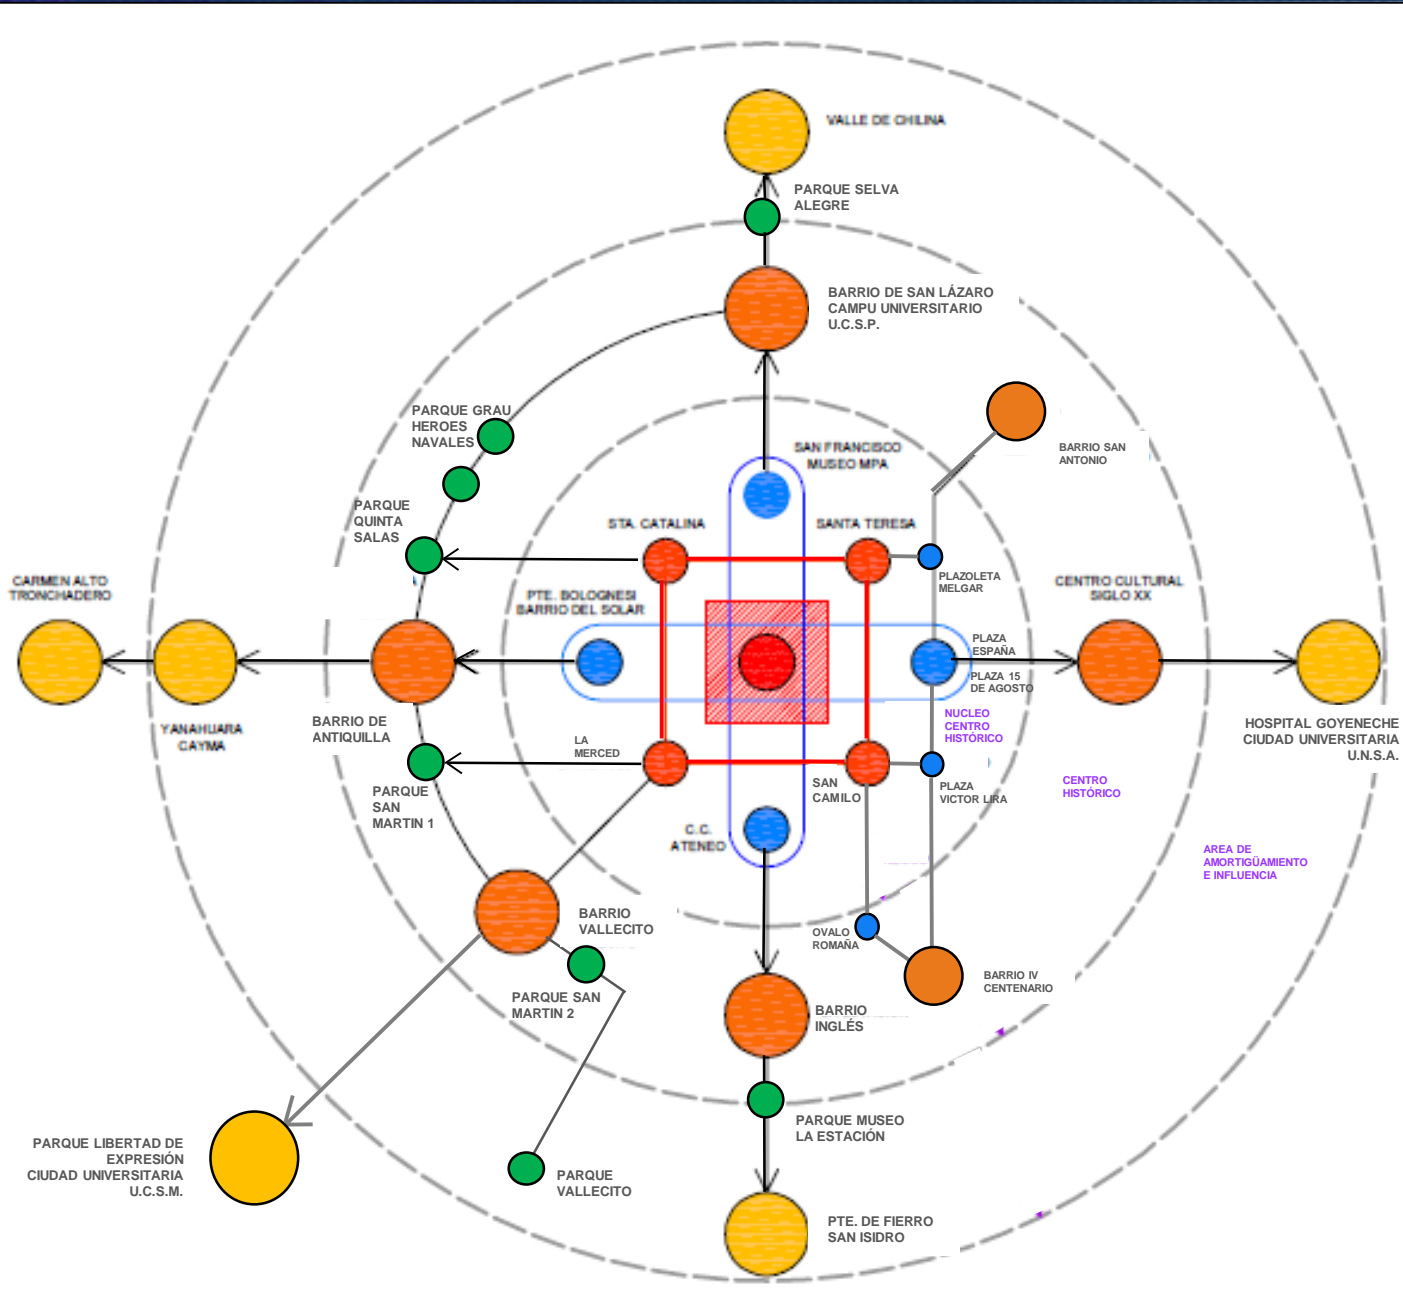 VALLE DE CHILINA
PARQUE SELVA
ALEGRE
BARRIO DE SAN LÁZARO
CAMPU UNIVERSITARIO
U.C.S.P.
PARQUE GRAU
HEROES
NAVALES
SAN FRANCISCO
MUSEO MPA
BARRIO SAN
ANTONIO
PARQUE
QUINTA
SALAS
STA. CATALINA
SANTA TERESA
PLAZOLETA
MELGAR
CARMEN ALTO
TRONCHADERO
PTE. BOLOGNESI
BARRIO DEL SOLAR
CENTRO CULTURAL
SIGLO XX
PLAZA
ESPAÑA
PLAZA 15
DE AGOSTO
YANAHUARA
CAYMA
BARRIO DE
ANTIQUILLA
LA
MERCED
NUCLEO
CENTRO
HISTÓRICO
HOSPITAL GOYENECHE
CIUDAD UNIVERSITARIA
U.N.S.A.
PARQUE
SAN
MARTIN 1
SAN
CAMILO
PLAZA
VICTOR LIRA
CENTRO
HISTÓRICO
C.C.
ATENEO
AREA DE
AMORTIGÜAMIENTO
E INFLUENCIA
BARRIO
VALLECITO
OVALO
ROMAÑA
PARQUE SAN
MARTIN 2
BARRIO IV
CENTENARIO
BARRIO
INGLÉS
PARQUE MUSEO
LA ESTACIÓN
PARQUE LIBERTAD DE
EXPRESIÓN
CIUDAD UNIVERSITARIA
U.C.S.M.
PARQUE
VALLECITO
PTE. DE FIERRO
SAN ISIDRO